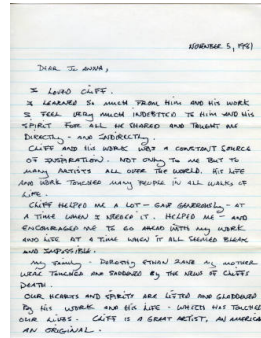 NOVEMBER 5, 1981
DEAR JO ANNA,
I LOVED CLIFF.
I LEARNED SO MUCH FROM HIM AND HIS WORK
I FEEL VERY MUCH INDEBTED TO HIM AND HIS
SPIRIT FOR ALL HE SHARED AND TAUGHT ME
DIRECTLY - AND INDIRECTLY.
CLIFF AND HIS WORK WAS A CONSTANT SOURCE
OF INSPIRATION. NOT ONLY TO ME BUT TO
MANY ARTISTS ALL OVER THE WORLD. HIS LIFE
AND WORK TOUCHED MANY PEOPLE IN ALL WALKS OF
LIFE.
CLIFF HELPED ME A LOT - GAVE GENEROUSLY - AT
A TIME WHEN I NEEDED IT. HELPED ME - AND
ENCOURAGED ME TO GO AHEAD WITH MY WORK
AND LIFE AT A TIME WHEN IT ALL SEEMED BLEAK
AND IMPOSSIBLE.
MY FAMILY - DOROTHY ETHAN ZANE MY MOTHER
WERE TOUCHED AND SADDENED BY THE NEWS OF CLIFFS
DEATH.
OUR HEARTS AND SPIRITS ARE LIFTED AND GLADDENED
BY HIS WORK AND HIS LIFE - WHICH HAS TOUCHED
OUR LIVES - CLIFF IS A GREAT ARTIST, AN AMERICAN
AN ORIGINAL.